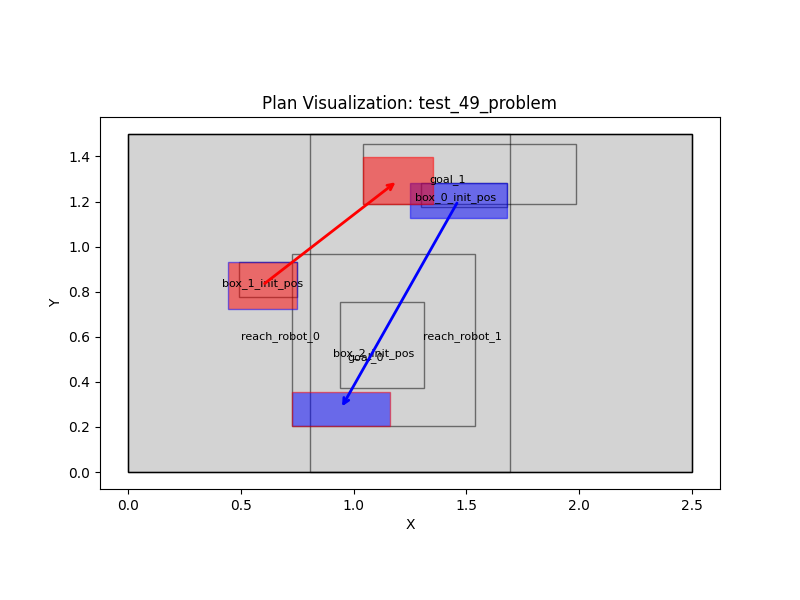 Plan Visualization: test_49_problem
goal_1
box_0_init_pos
box_1_init_pos
reach_robot_0
reach_robot_1
box_2_init_pos
goal_0
Y
0.0
0.2
0.4
0.6
0.8
1.0
1.2
1.4
0.0
0.5
1.0
1.5
2.0
2.5
X